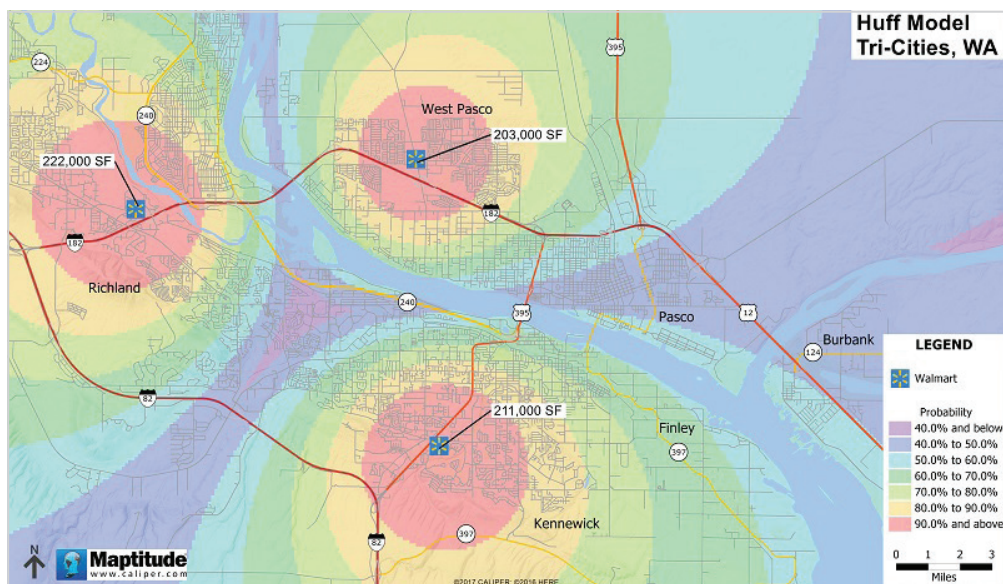 Huff Model
Tri-Cities, WA
395
224
240
West Pasco
203,000 SF
222,000 SF
182
182
Richland
240
395
Pasco
12
Burbank
124
82
211,000 SF
Finley
397
Kennewick
397
82
LEGEND
Walmart
Probability
40.0% and below
40.0% to 50.0%
50.0% to 60.0%
60.0% to 70.0%
70.0% to 80.0%
80.0% to 90.0%
90.0% and above
0 1 2 3
Miles
N
Maptitude
www.caliper.com
©2017 CALIPER; ©2016 HERE